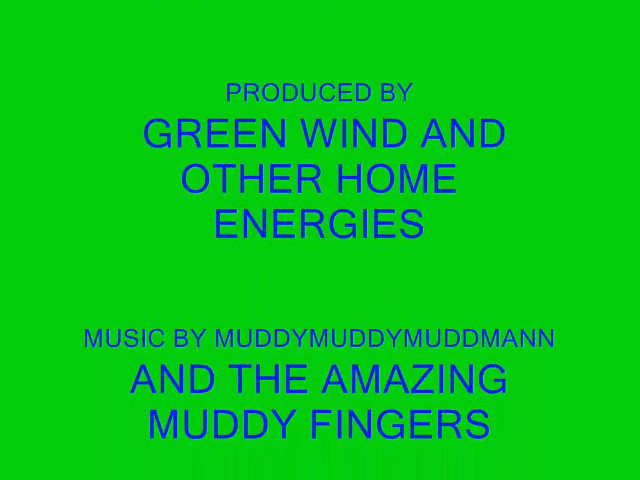 PRODUCED BY
GREEN WIND AND
OTHER HOME
ENERGIES
MUSIC BY MUDDYMUDDYMUDDMANN
AND THE AMAZING
MUDDY FINGERS